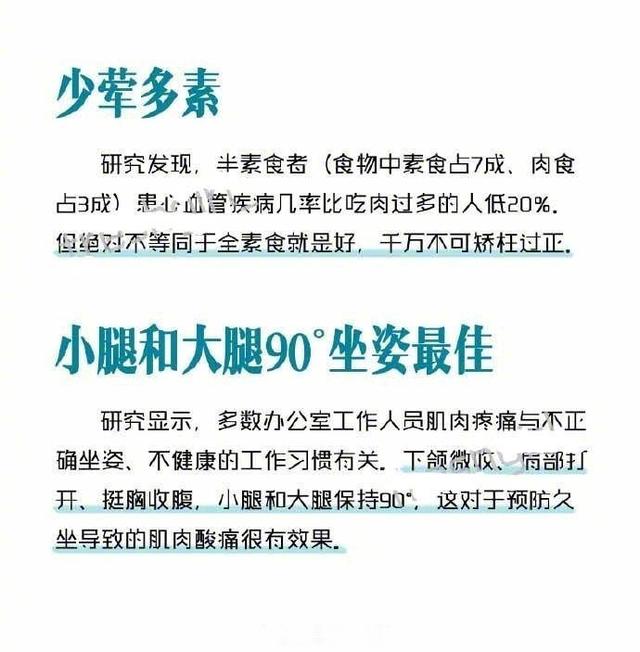 少荤多素
研究发现，半素食者（食物中素食占7成、肉食
占3成）患心血管疾病几率比吃肉过多的人低20%。
但绝对不等同于全素食就是好，千万不可矫枉过正。
小腿和大腿90°坐姿最佳
研究显示，多数办公室工作人员肌肉疼痛与不正
确坐姿、不健康的工作习惯有关。下颌微收、肩部打
开、挺胸收腹，小腿和大腿保持90°，这对于预防久
坐导致的肌肉酸痛很有效果。